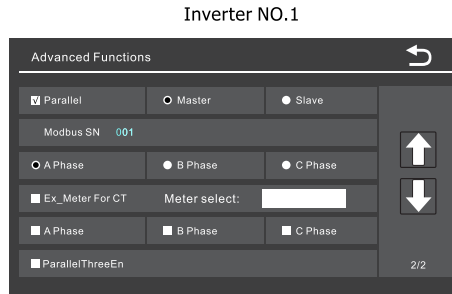 Inverter NO.1
Advanced Functions
Parallel Master Slave
Modbus SN 001
A Phase B Phase C Phase
Ex_Meter For CT Meter select:
A Phase B Phase C Phase
ParallelThreeEn 2/2